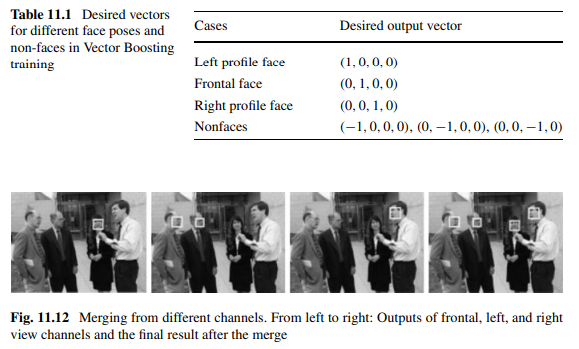 Table 11.1 Desired vectors
for different face poses and
non-faces in Vector Boosting
training
Cases Desired output vector
Left profile face (1, 0, 0, 0)
Frontal face (0, 1, 0, 0)
Right profile face (0, 0, 1, 0)
Nonfaces (−1, 0, 0, 0), (0, −1, 0, 0), (0, 0, −1, 0)
Fig. 11.12 Merging from different channels. From left to right: Outputs of frontal, left, and right
view channels and the final result after the merge